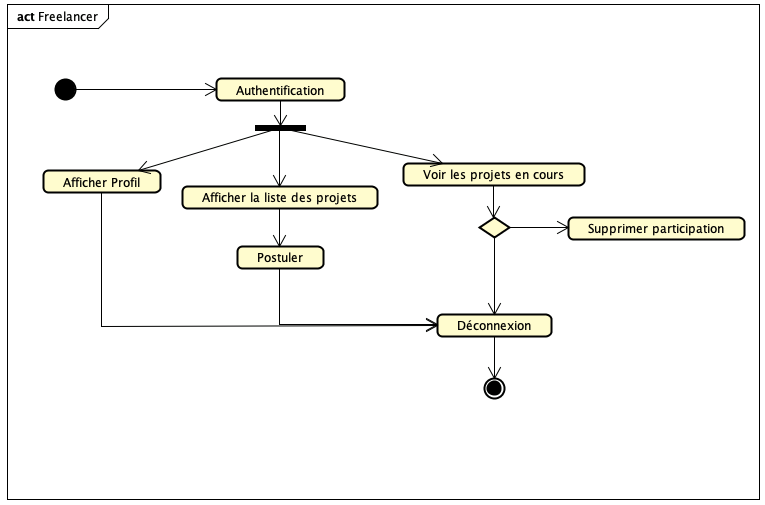 act Freelancer
Authentification
Afficher Profil
Afficher la liste des projets
Voir les projets en cours
Postuler
Supprimer participation
Déconnexion